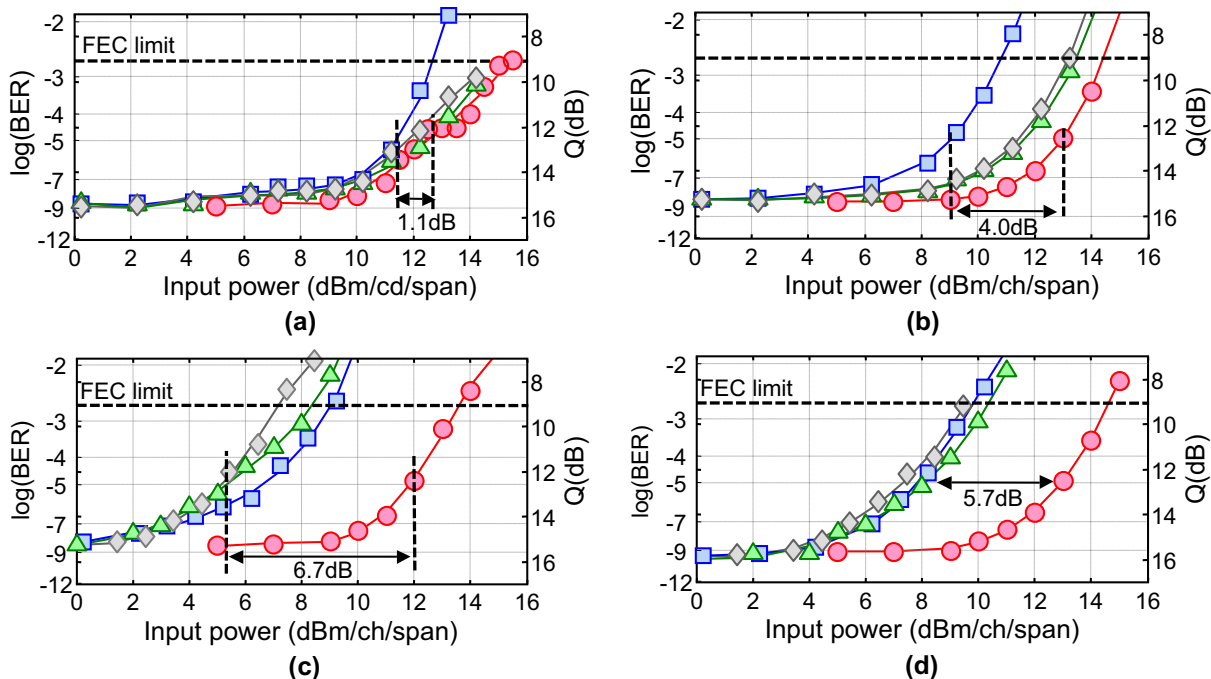 -2
-3
-4
-5
-7
-9
-12
log(BER)
FEC limit
1.1dB
8
10
12
14
16
Q(dB)
0 2 4 6 8 10 12 14 16
Input power (dBm/cd/span)
(a)
-2
-3
-4
-5
-7
-9
-12
log(BER)
FEC limit
4.0dB
8
10
12
14
16
Q(dB)
0 2 4 6 8 10 12 14 16
Input power (dBm/ch/span)
(b)
-2
-3
-4
-5
-7
-9
-12
log(BER)
FEC limit
6.7dB
8
10
12
14
16
Q(dB)
0 2 4 6 8 10 12 14 16
Input power (dBm/ch/span)
(c)
-2
-3
-4
-5
-7
-9
-12
log(BER)
FEC limit
5.7dB
8
10
12
14
16
Q(dB)
0 2 4 6 8 10 12 14 16
Input power (dBm/ch/span)
(d)